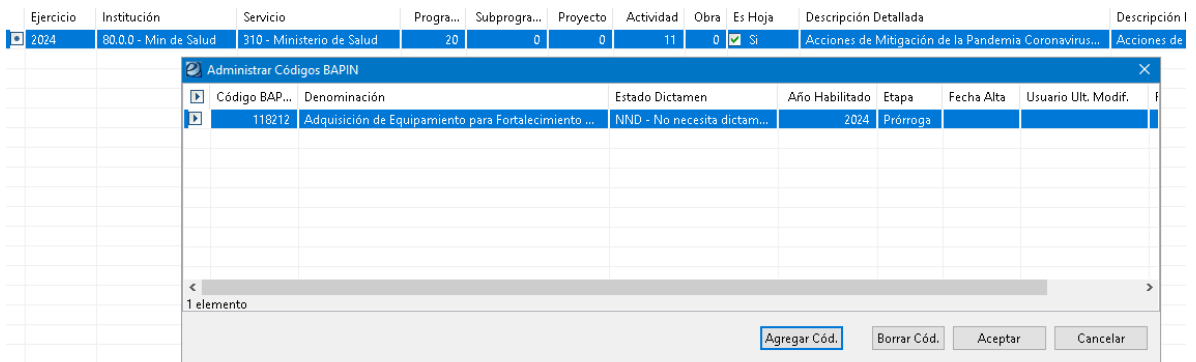 Ejercicio Institución Servicio Progra... Subprogra... Proyecto Actividad Obra Es Hoja Descripción Detallada Descripción
2024 80.0.0 - Min de Salud 310 - Ministerio de Salud 20 0 0 11 0 Si Acciones de Mitigación de la Pandemia Coronavirus... Acciones de
Administrar Códigos BAPIN
Código BAP... Denominación Estado Dictamen Año Habilitado Etapa Fecha Alta Usuario Ult. Modif.
118212 Adquisición de Equipamiento para Fortalecimiento ... NND - No necesita dictam... 2024 Prórroga
1 elemento
Agregar Cód. Borrar Cód. Aceptar Cancelar